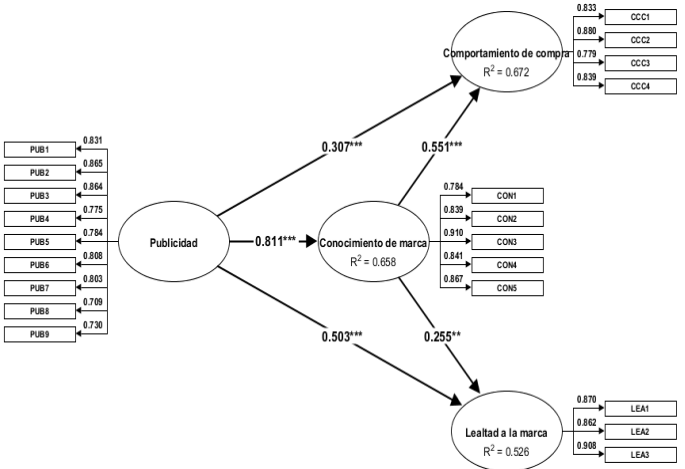 0.833
CCC1
0.880
CCC2
0.779
CCC3
0.839
CCC4
Comportamiento de compra
R² = 0.672
0.307***
0.551***
0.831
PUB1
0.865
PUB2
0.864
PUB3
0.775
PUB4
0.784
PUB5
0.808
PUB6
0.803
PUB7
0.709
PUB8
0.730
PUB9
Publicidad
0.811***
Conocimiento de marca
R² = 0.658
0.784
CON1
0.839
CON2
0.910
CON3
0.841
CON4
0.867
CON5
0.503***
0.255**
Lealtad a la marca
R² = 0.526
0.870
LEA1
0.862
LEA2
0.908
LEA3